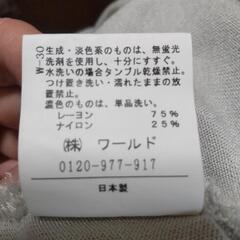 W-30
生成・淡色系のものは、無蛍光
洗剤を使用し、十分にすすぐ。
水洗いの場合タンブル乾燥禁止。
つけ置き洗い・濡れたままの放
置禁止。
濃色のものは、単品洗い。
レーヨン 75%
ナイロン 25%
(株) ワールド
0120-977-917
日本製